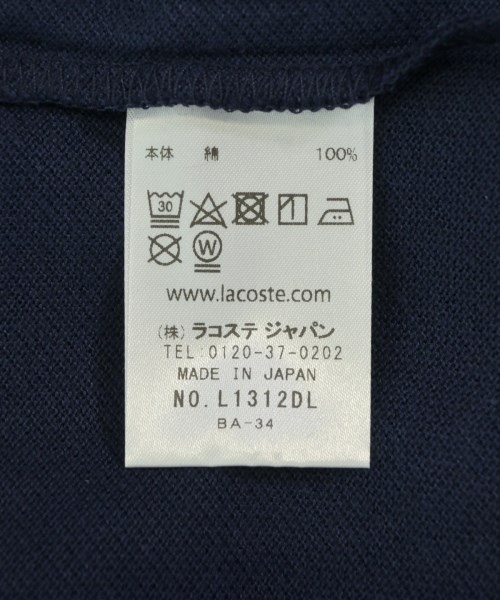 本体 綿 100%
30
W
www.lacoste.com
(株) ラコステ ジャパン
TEL:0120-37-0202
MADE IN JAPAN
NO.L1312DL
BA-34